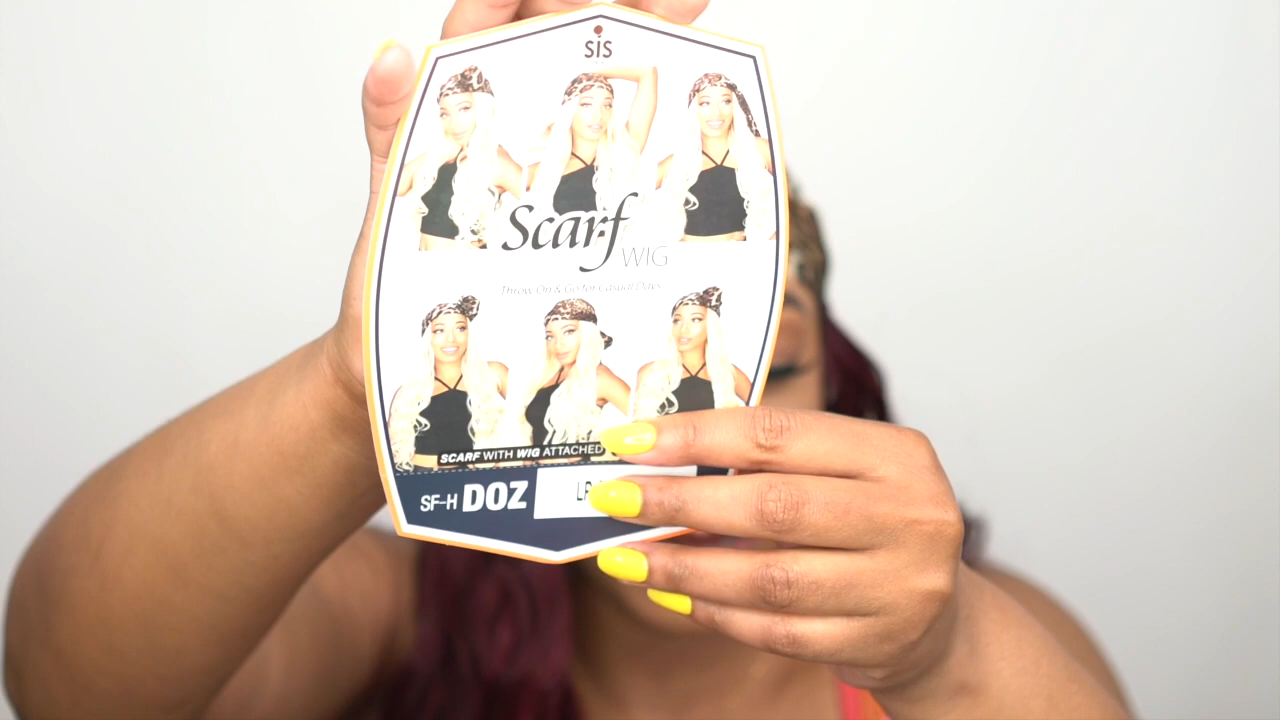 sis
Scarf
WIG
Throw On & Go for Casual Days
SCARF WITH WIG ATTACHED
SF-H DOZ